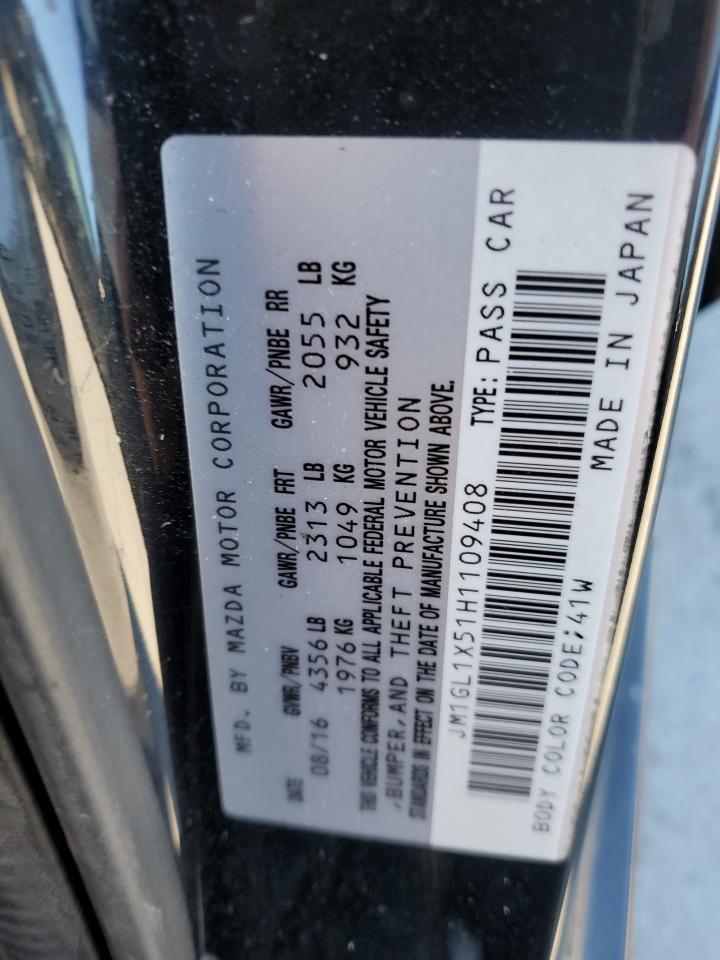 MFD. BY MAZDA MOTOR CORPORATION
DATE GVWR/PNBV GAWR/PNBE FRT GAWR/PNBE RR
08/16 4356 LB 2313 LB 2055 LB
1976 KG 1049 KG 932 KG
THIS VEHICLE CONFORMS TO ALL APPLICABLE FEDERAL MOTOR VEHICLE SAFETY
,BUMPER,AND THEFT PREVENTION
STANDARDS IN EFFECT ON THE DATE OF MANUFACTURE SHOWN ABOVE.
JM1GL1X51H1109408 TYPE: PASS CAR
BODY COLOR CODE;41W MADE IN JAPAN